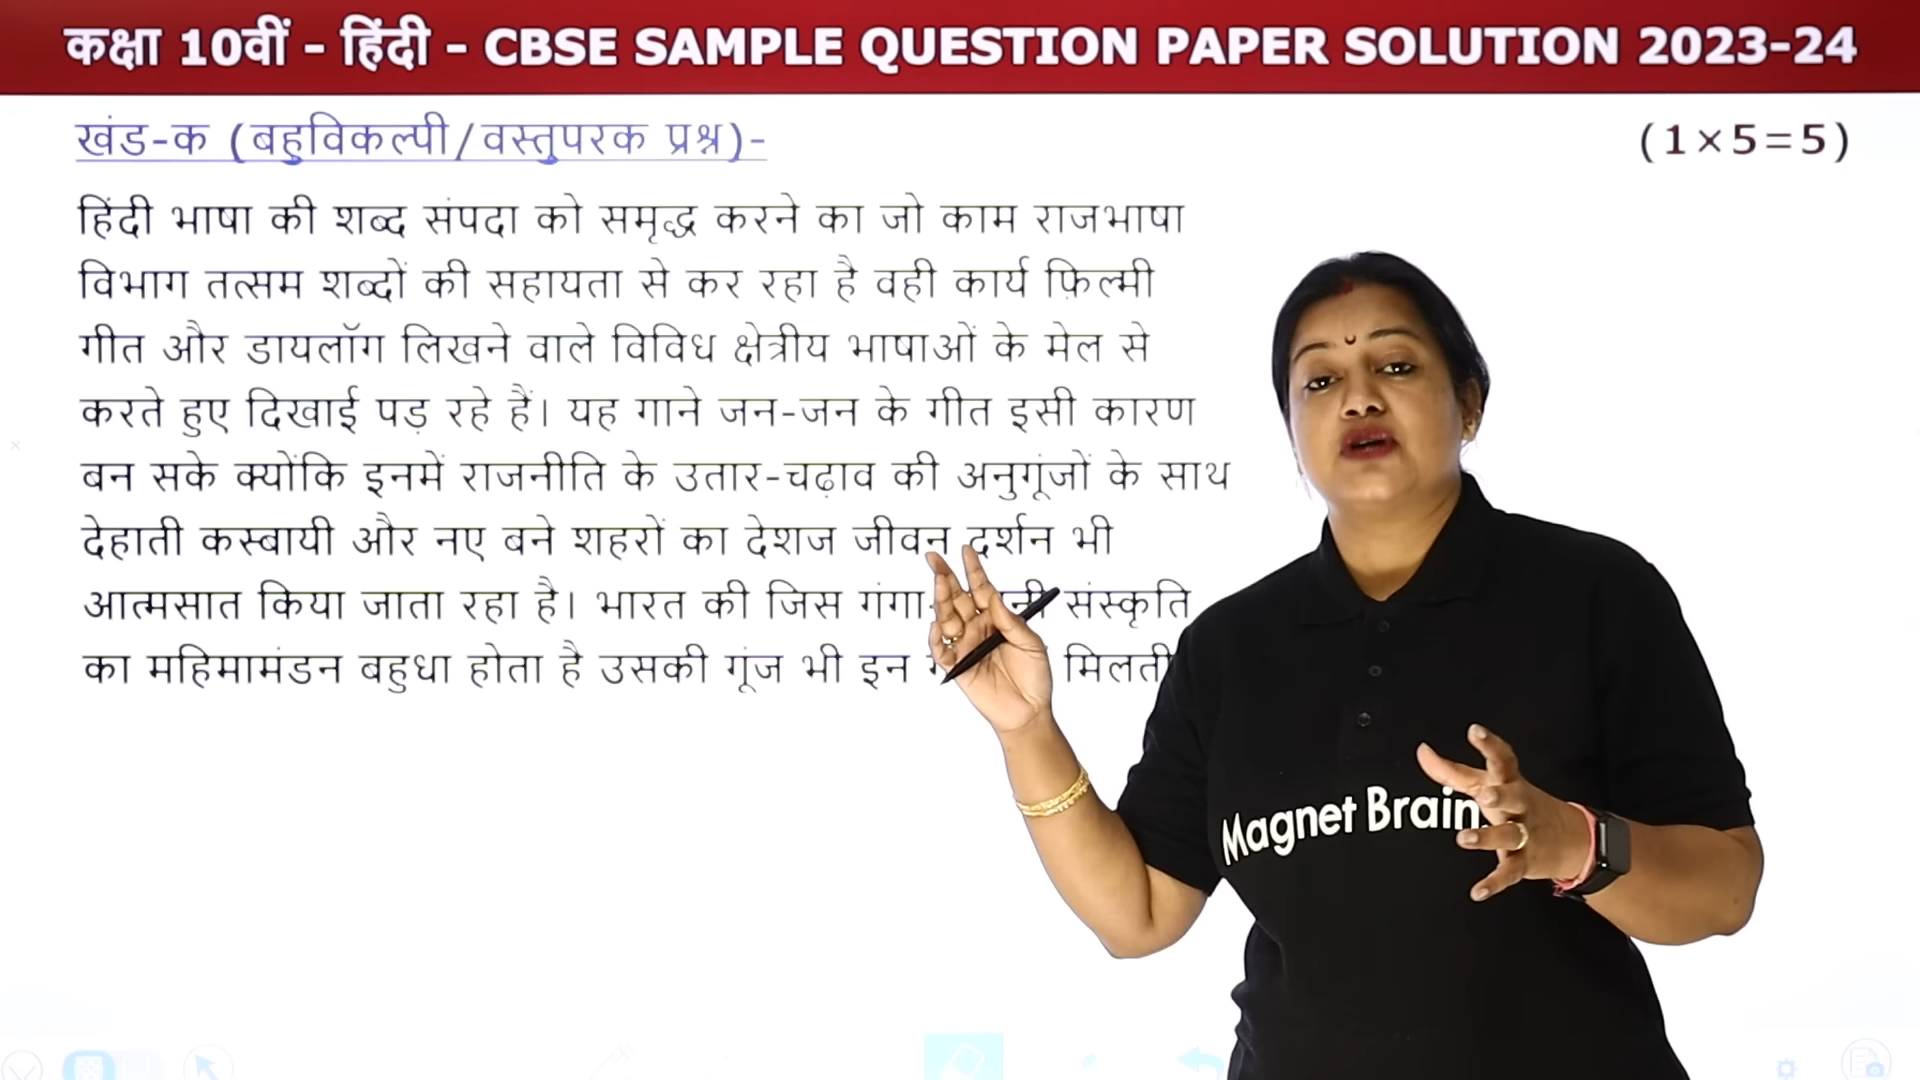 कक्षा 10वीं - हिंदी - CBSE SAMPLE QUESTION PAPER SOLUTION 2023-24
खंड-क (बहुविकल्पी/वस्तुपरक प्रश्न)- (1×5=5)
हिंदी भाषा की शब्द संपदा को समृद्ध करने का जो काम राजभाषा
विभाग तत्सम शब्दों की सहायता से कर रहा है वही कार्य फ़िल्मी
गीत और डायलॉग लिखने वाले विविध क्षेत्रीय भाषाओं के मेल से
करते हुए दिखाई पड़ रहे हैं। यह गाने जन-जन के गीत इसी कारण
बन सके क्योंकि इनमें राजनीति के उतार-चढ़ाव की अनुगूंजों के साथ
देहाती कस्बायी और नए बने शहरों का देशज जीवन दर्शन भी
आत्मसात किया जाता रहा है। भारत की जिस गंगा- संस्कृति
का महिमामंडन बहुधा होता है उसकी गूंज भी इन मिलती
Magnet Brain